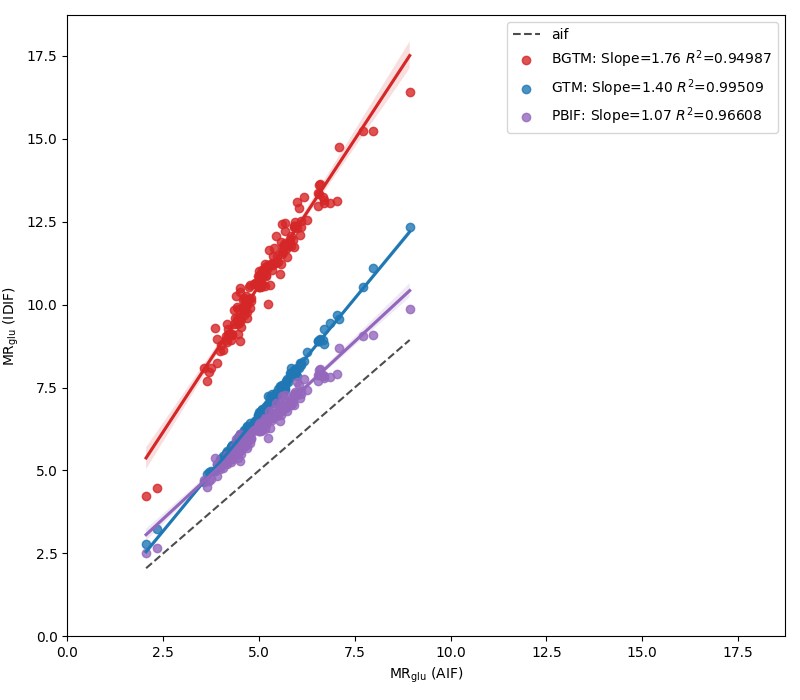 aif
BGTM: Slope=1.76 R²=0.94987
GTM: Slope=1.40 R²=0.99509
PBIF: Slope=1.07 R²=0.96608
MRglu (IDIF)
17.5
15.0
12.5
10.0
7.5
5.0
2.5
0.0
0.0 2.5 5.0 7.5 10.0 12.5 15.0 17.5
MRglu (AIF)